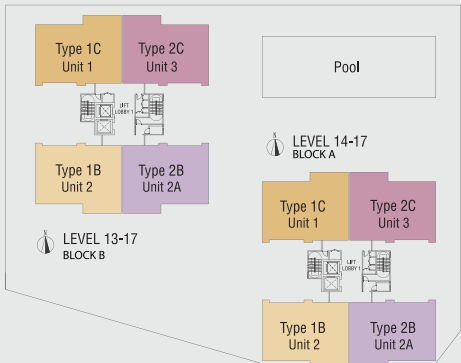 Type 1C
Unit 1
Type 2C
Unit 3
LIFT
LOBBY 1
Type 1B
Unit 2
Type 2B
Unit 2A
N
LEVEL 13-17
BLOCK B
Pool
N
LEVEL 14-17
BLOCK A
Type 1C
Unit 1
Type 2C
Unit 3
LIFT
LOBBY 1
Type 1B
Unit 2
Type 2B
Unit 2A